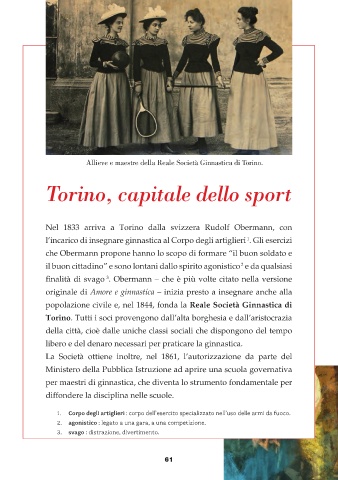 Allieve e maestre della Reale Società Ginnastica di Torino.
Torino, capitale dello sport
Nel 1833 arriva a Torino dalla svizzera Rudolf Obermann, con
l'incarico di insegnare ginnastica al Corpo degli artiglieri 1. Gli esercizi
che Obermann propone hanno lo scopo di formare "il buon soldato e
il buon cittadino" e sono lontani dallo spirito agonistico 2 e da qualsiasi
finalità di svago 3. Obermann – che è più volte citato nella versione
originale di Amore e ginnastica – inizia presto a insegnare anche alla
popolazione civile e, nel 1844, fonda la Reale Società Ginnastica di
Torino. Tutti i soci provengono dall'alta borghesia e dall'aristocrazia
della città, cioè dalle uniche classi sociali che dispongono del tempo
libero e del denaro necessari per praticare la ginnastica.
La Società ottiene inoltre, nel 1861, l'autorizzazione da parte del
Ministero della Pubblica Istruzione ad aprire una scuola governativa
per maestri di ginnastica, che diventa lo strumento fondamentale per
diffondere la disciplina nelle scuole.
1. Corpo degli artiglieri : corpo dell'esercito specializzato nell'uso delle armi da fuoco.
2. agonistico : legato a una gara, a una competizione.
3. svago : distrazione, divertimento.
61